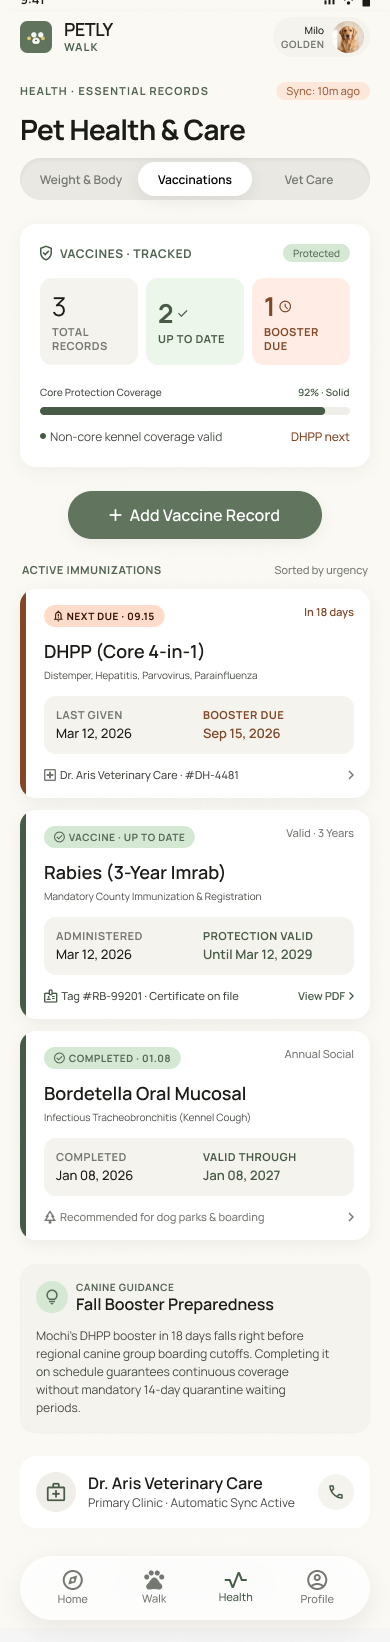 9:41
PETLY
WALK
Milo
GOLDEN
HEALTH · ESSENTIAL RECORDS
Sync: 10m ago
Pet Health & Care
Weight & Body
Vaccinations
Vet Care
VACCINES · TRACKED
Protected
3
TOTAL
RECORDS
2
UP TO DATE
1
BOOSTER
DUE
Core Protection Coverage
92% · Solid
Non-core kennel coverage valid
DHPP next
+ Add Vaccine Record
ACTIVE IMMUNIZATIONS
Sorted by urgency
NEXT DUE · 09.15
In 18 days
DHPP (Core 4-in-1)
Distemper, Hepatitis, Parvovirus, Parainfluenza
LAST GIVEN
Mar 12, 2026
BOOSTER DUE
Sep 15, 2026
Dr. Aris Veterinary Care · #DH-4481
VACCINE · UP TO DATE
Valid · 3 Years
Rabies (3-Year Imrab)
Mandatory County Immunization & Registration
ADMINISTERED
Mar 12, 2026
PROTECTION VALID
Until Mar 12, 2029
Tag #RB-99201 · Certificate on file
View PDF
COMPLETED · 01.08
Annual Social
Bordetella Oral Mucosal
Infectious Tracheobronchitis (Kennel Cough)
COMPLETED
Jan 08, 2026
VALID THROUGH
Jan 08, 2027
Recommended for dog parks & boarding
CANINE GUIDANCE
Fall Booster Preparedness
Mochi's DHPP booster in 18 days falls right before
regional canine group boarding cutoffs. Completing it
on schedule guarantees continuous coverage
without mandatory 14-day quarantine waiting
periods.
Dr. Aris Veterinary Care
Primary Clinic · Automatic Sync Active
Home
Walk
Health
Profile